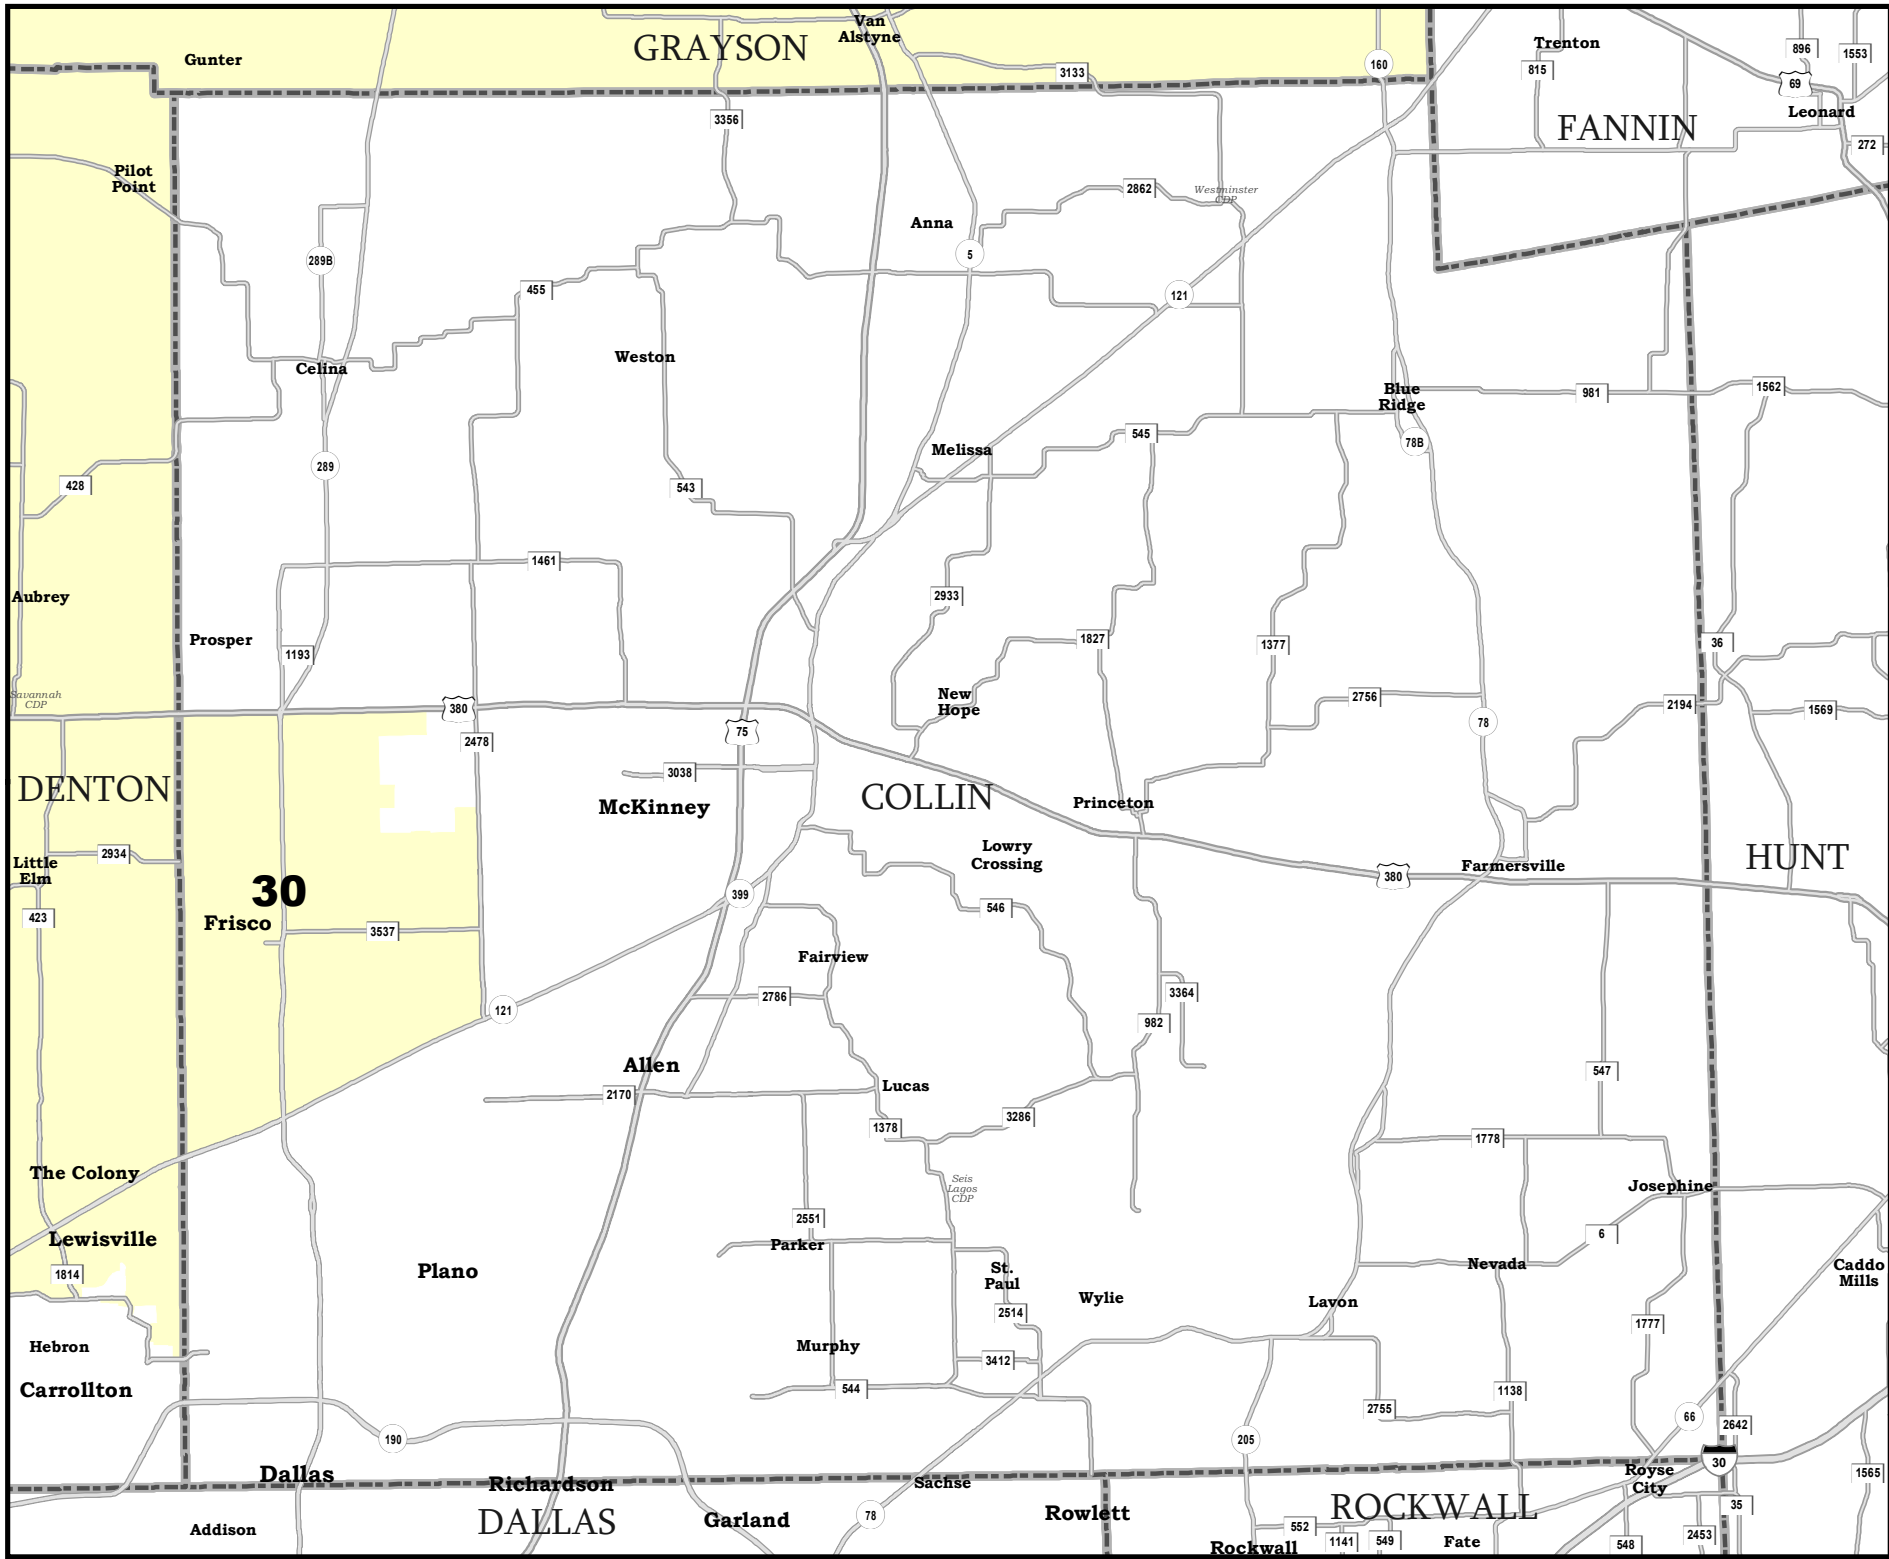 Van
Alstyne
GRAYSON
Gunter
Trenton
896
1553
160
3133
815
69
Leonard
3356
FANNIN
272
Pilot
Point
2862
Westminster
CDP
Anna
5
289B
455
121
Weston
Celina
Blue
Ridge
981
1562
545
78B
Melissa
289
428
543
1461
Aubrey
2933
Prosper
1193
1827
1377
36
Savannah
CDP
New
Hope
2756
2194
380
75
78
1569
2478
3038
DENTON
McKinney
COLLIN
Princeton
Little
Elm
2934
Lowry
Crossing
Farmersville
HUNT
380
30
399
423
Frisco
3537
546
Fairview
2786
3364
121
982
Allen
2170
Lucas
547
1378
3286
1778
The Colony
Seis
Lagos
CDP
Josephine
2551
Lewisville
Parker
6
1814
Plano
St.
Paul
Nevada
Caddo
Mills
2514
Wylie
Lavon
Hebron
Murphy
1777
3412
Carrollton
544
1138
2755
190
205
66
2642
30
Dallas
Richardson
Sachse
Royse
City
1565
Addison
DALLAS
Garland
78
Rowlett
ROCKWALL
35
552
Rockwall
1141
549
Fate
548
2453